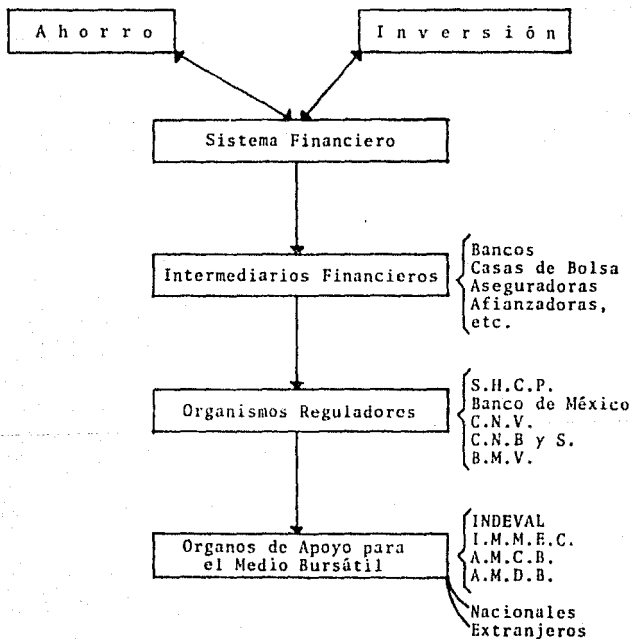 A h o r r o
I n v e r s i ó n
Sistema Financiero
Intermediarios Financieros
Bancos
Casas de Bolsa
Aseguradoras
Afianzadoras,
etc.
Organismos Reguladores
S.H.C.P.
Banco de México
C.N.V.
C.N.B y S.
B.M.V.
Organos de Apoyo para
el Medio Bursátil
INDEVAL
I.M.M.E.C.
A.M.C.B.
A.M.D.B.
Nacionales
Extranjeros